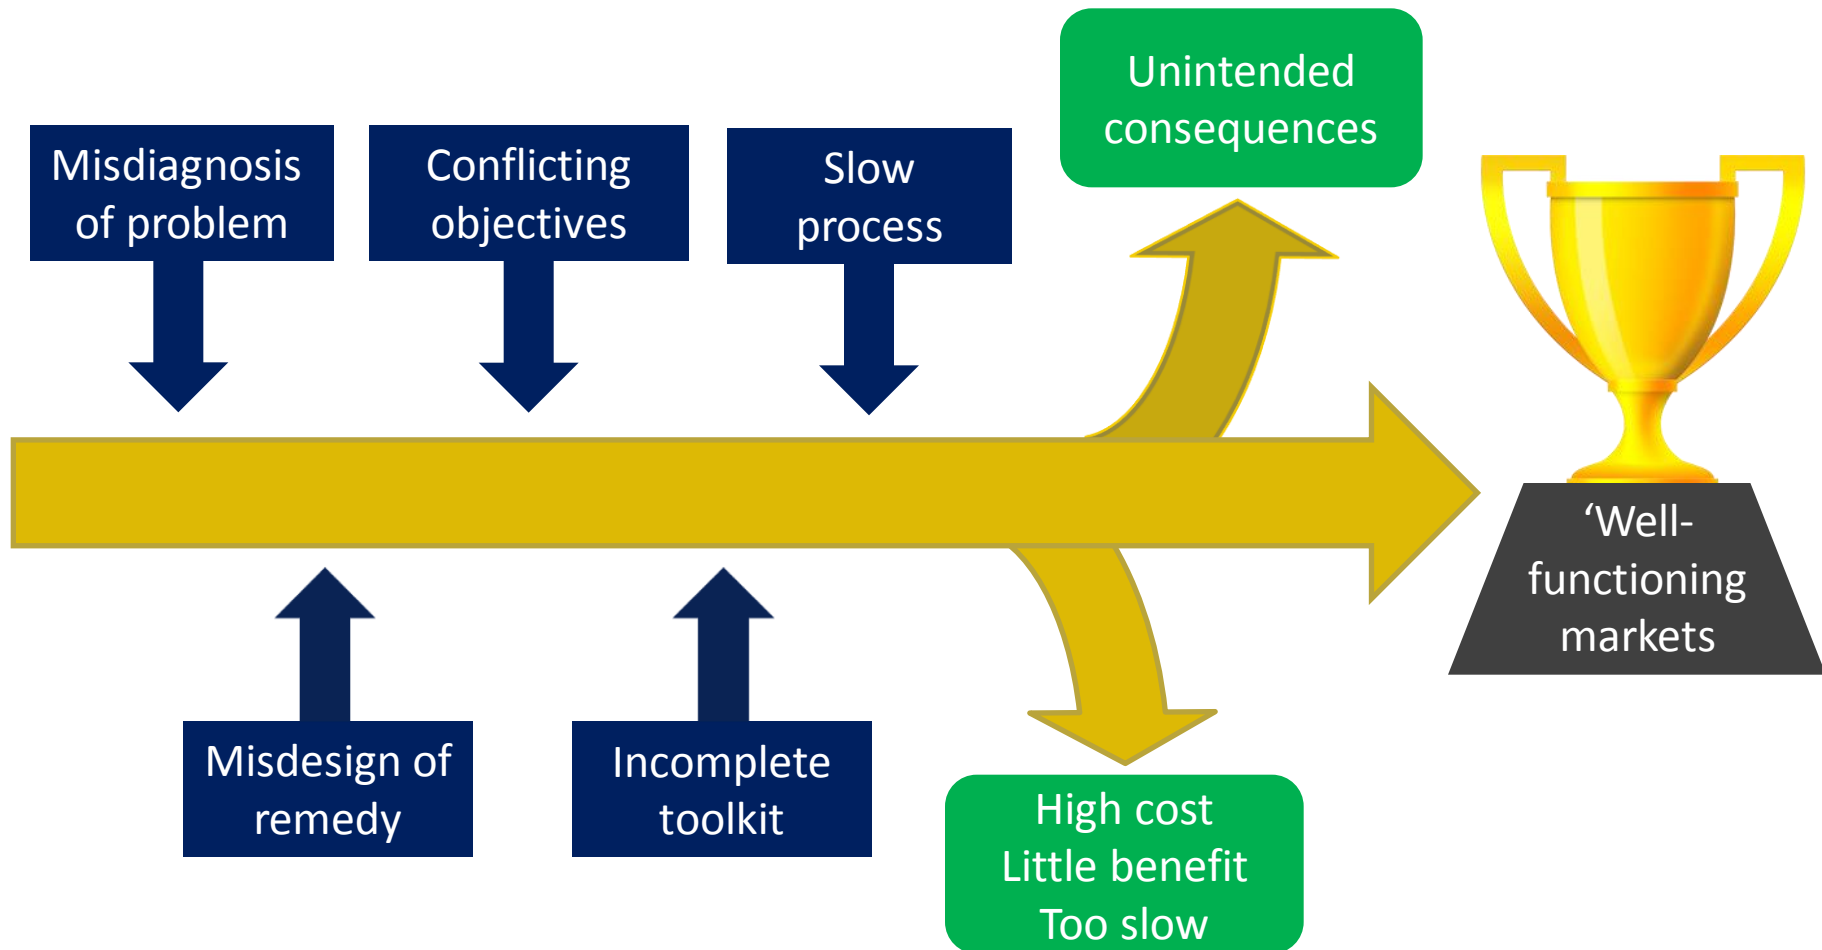 Misdiagnosis
of problem
Conflicting
objectives
Slow
process
Unintended
consequences
‘Well-
functioning
markets
Misdesign of
remedy
Incomplete
toolkit
High cost
Little benefit
Too slow